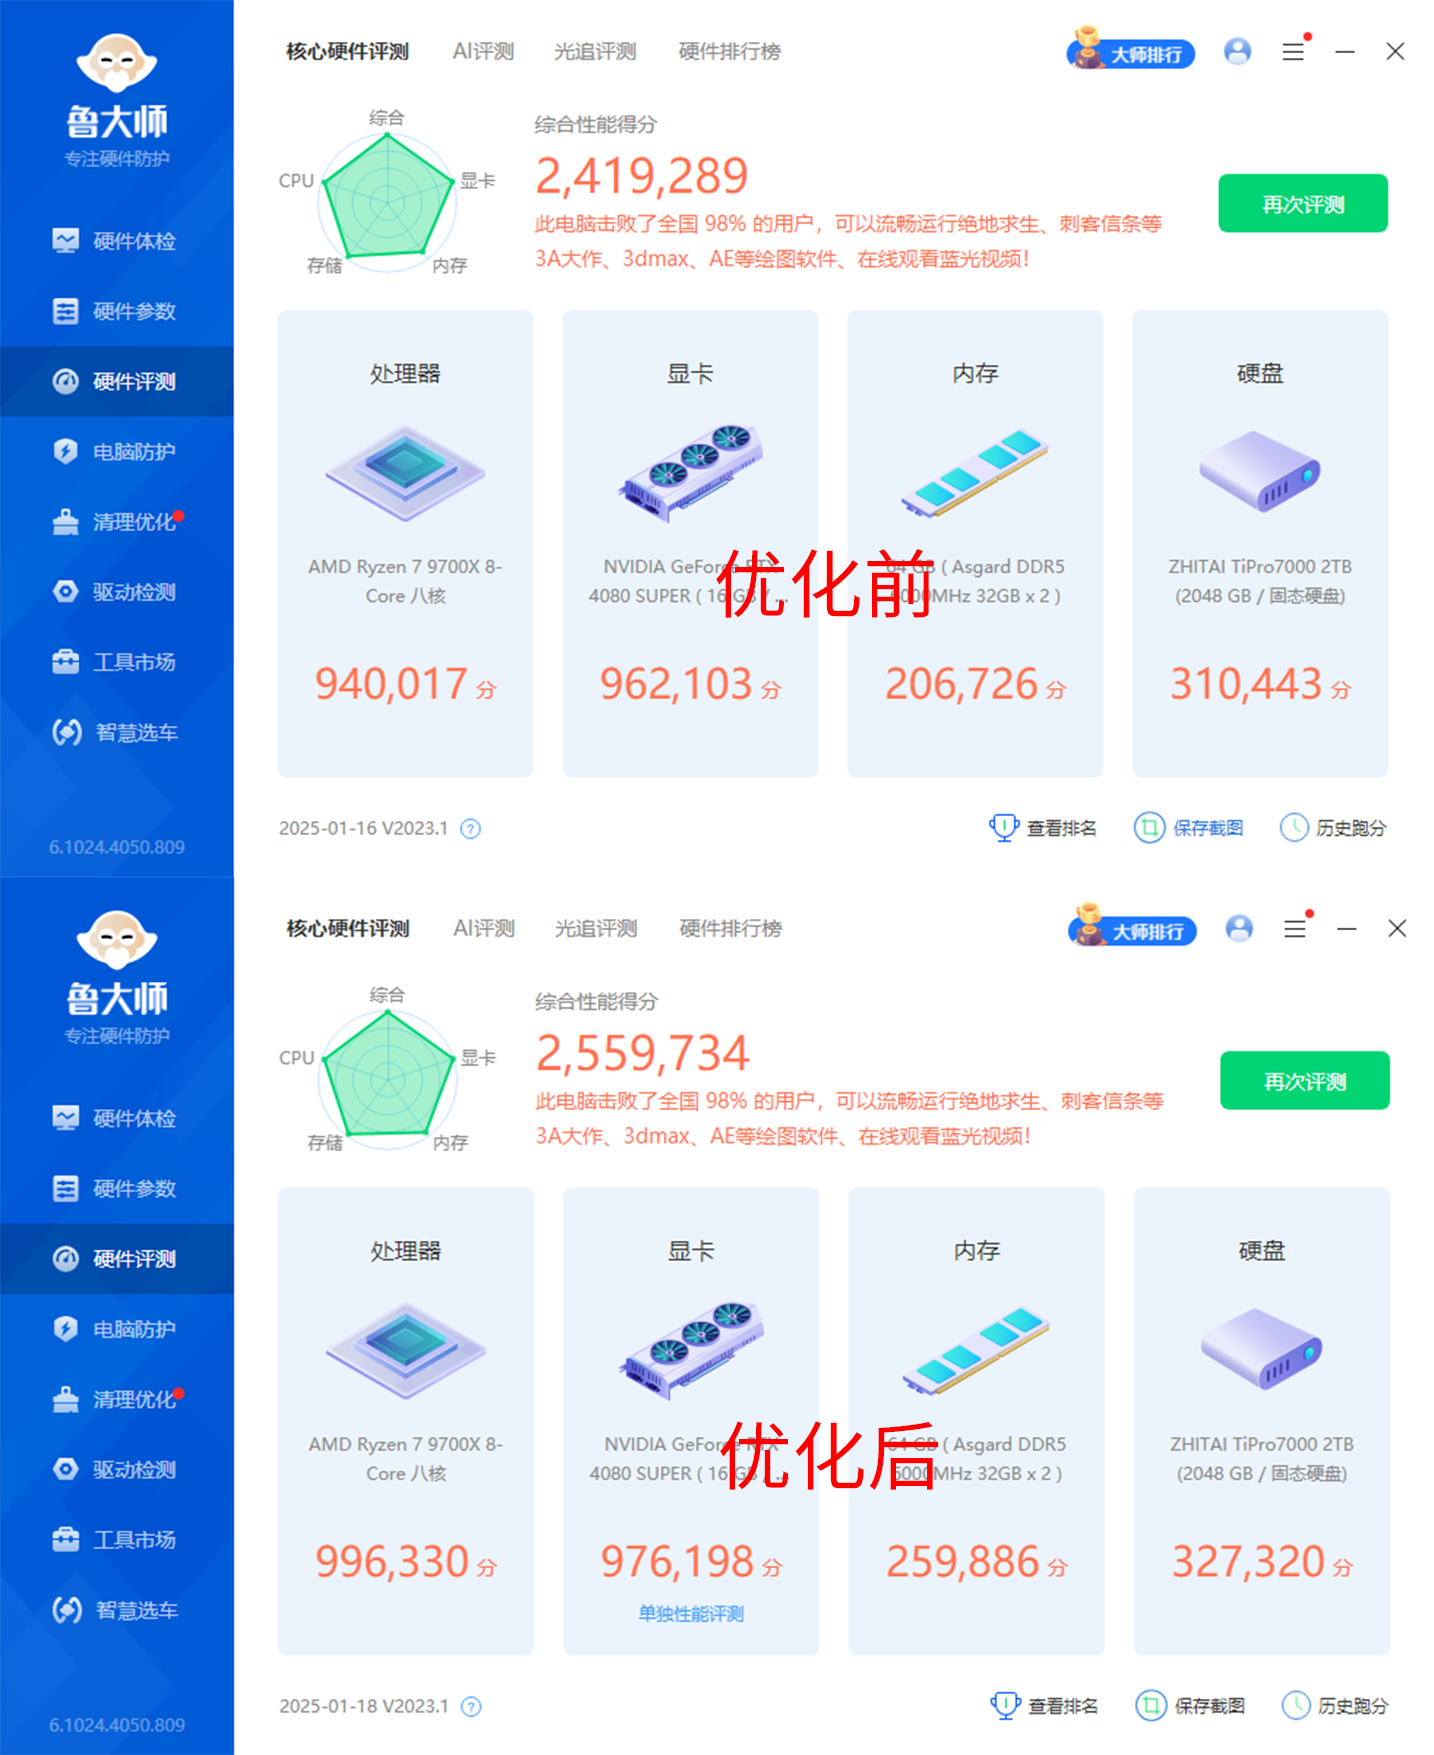 鲁大师
专注硬件防护
硬件体检
硬件参数
硬件评测
电脑防护
清理优化
驱动检测
工具市场
智慧选车
6.1024.4050.809
核心硬件评测 AI评测 光追评测 硬件排行榜
大师排行
综合
CPU 显卡
存储 内存
综合性能得分
2,419,289
此电脑击败了全国 98% 的用户，可以流畅运行绝地求生、刺客信条等
3A大作、3dmax、AE等绘图软件、在线观看蓝光视频！
再次评测
处理器
AMD Ryzen 7 9700X 8-
Core 八核
940,017 分
显卡
NVIDIA GeForce RTX
4080 SUPER ( 16 GB / ...
962,103 分
内存
64 GB ( Asgard DDR5
6000MHz 32GB x 2 )
206,726 分
硬盘
ZHITAI TiPro7000 2TB
(2048 GB / 固态硬盘)
310,443 分
优化前
2025-01-16 V2023.1 ?
查看排名 保存截图 历史跑分
鲁大师
专注硬件防护
硬件体检
硬件参数
硬件评测
电脑防护
清理优化
驱动检测
工具市场
智慧选车
6.1024.4050.809
核心硬件评测 AI评测 光追评测 硬件排行榜
大师排行
综合
CPU 显卡
存储 内存
综合性能得分
2,559,734
此电脑击败了全国 98% 的用户，可以流畅运行绝地求生、刺客信条等
3A大作、3dmax、AE等绘图软件、在线观看蓝光视频！
再次评测
处理器
AMD Ryzen 7 9700X 8-
Core 八核
996,330 分
显卡
NVIDIA GeForce RTX
4080 SUPER ( 16 GB / ...
976,198 分
单独性能评测
内存
64 GB ( Asgard DDR5
6000MHz 32GB x 2 )
259,886 分
硬盘
ZHITAI TiPro7000 2TB
(2048 GB / 固态硬盘)
327,320 分
优化后
2025-01-18 V2023.1 ?
查看排名 保存截图 历史跑分